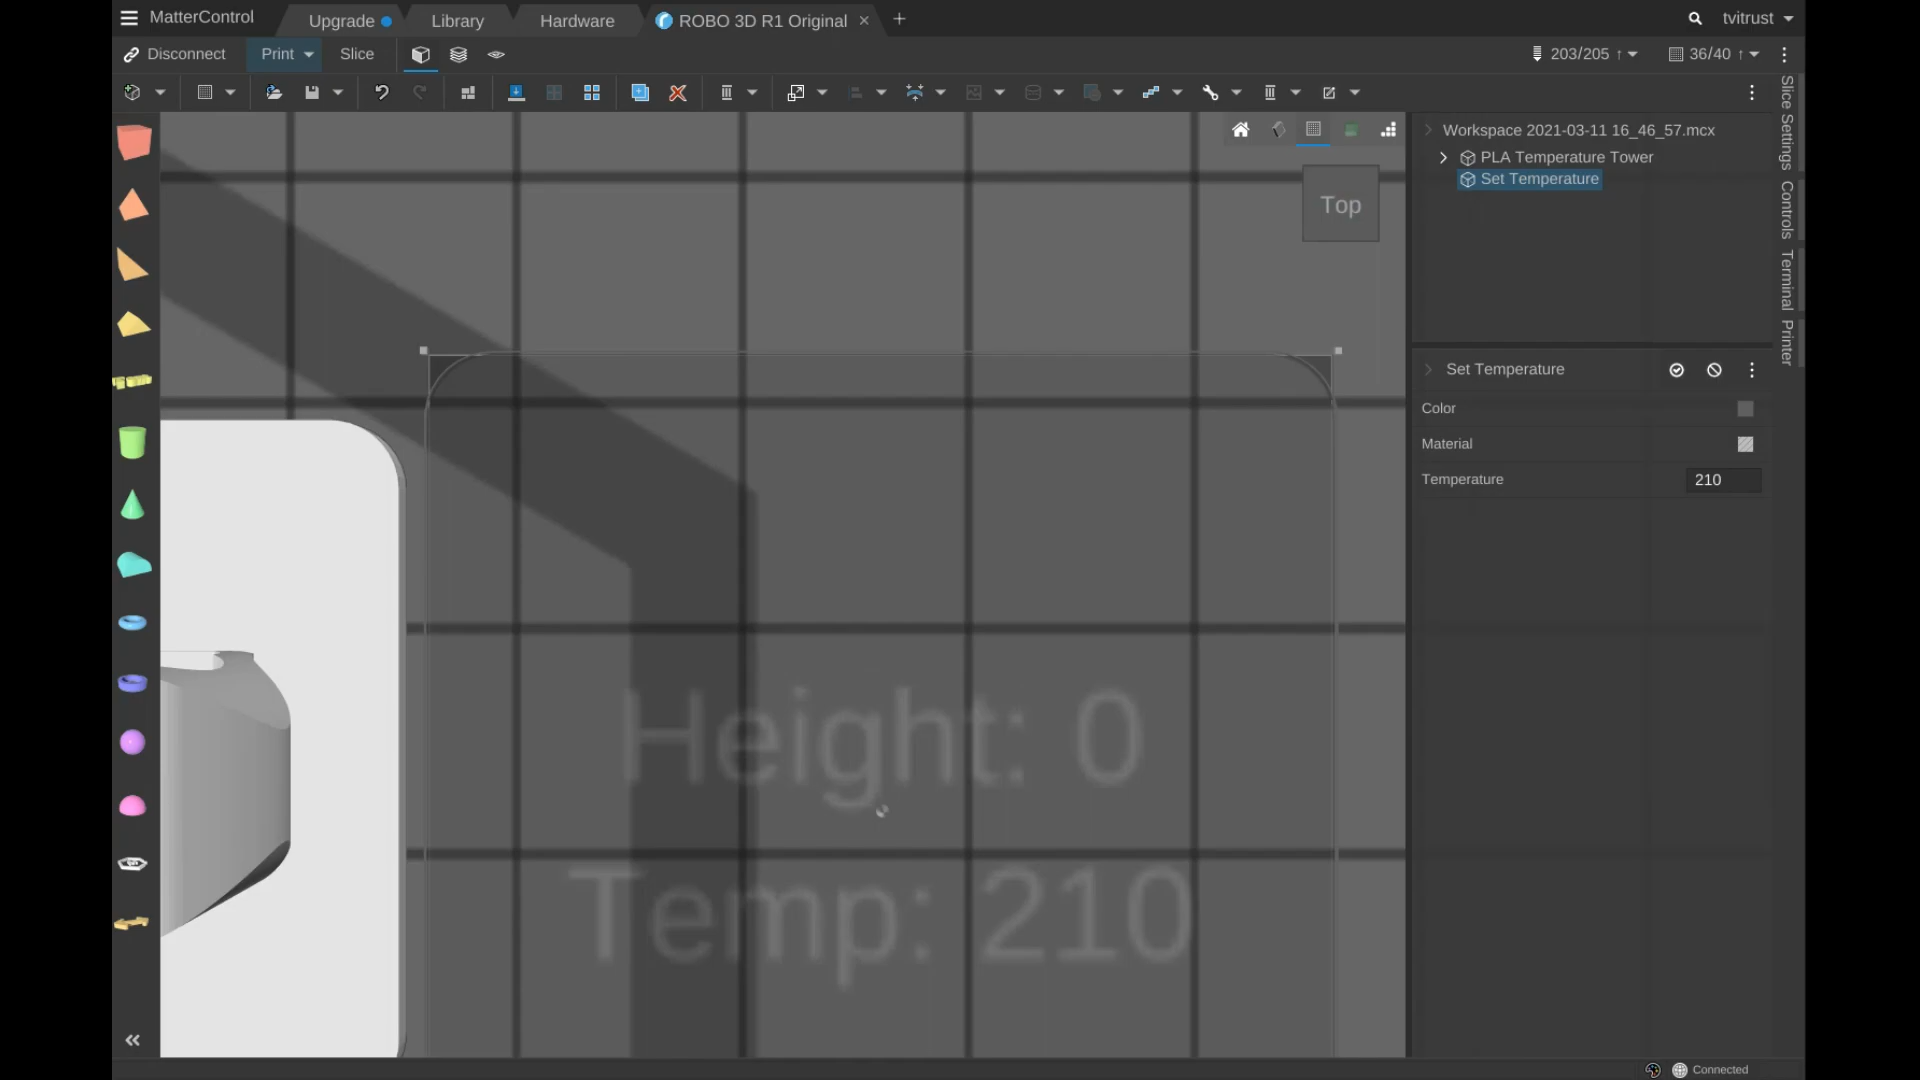 MatterControl
Upgrade
Library
Hardware
ROBO 3D R1 Original
tvitrust
Disconnect
Print
Slice
203/205
36/40
Top
Workspace 2021-03-11 16_46_57.mcx
PLA Temperature Tower
Set Temperature
Slice Settings
Controls
Terminal
Printer
Set Temperature
Color
Material
Temperature
210
Height: 0
Temp: 210
Connected